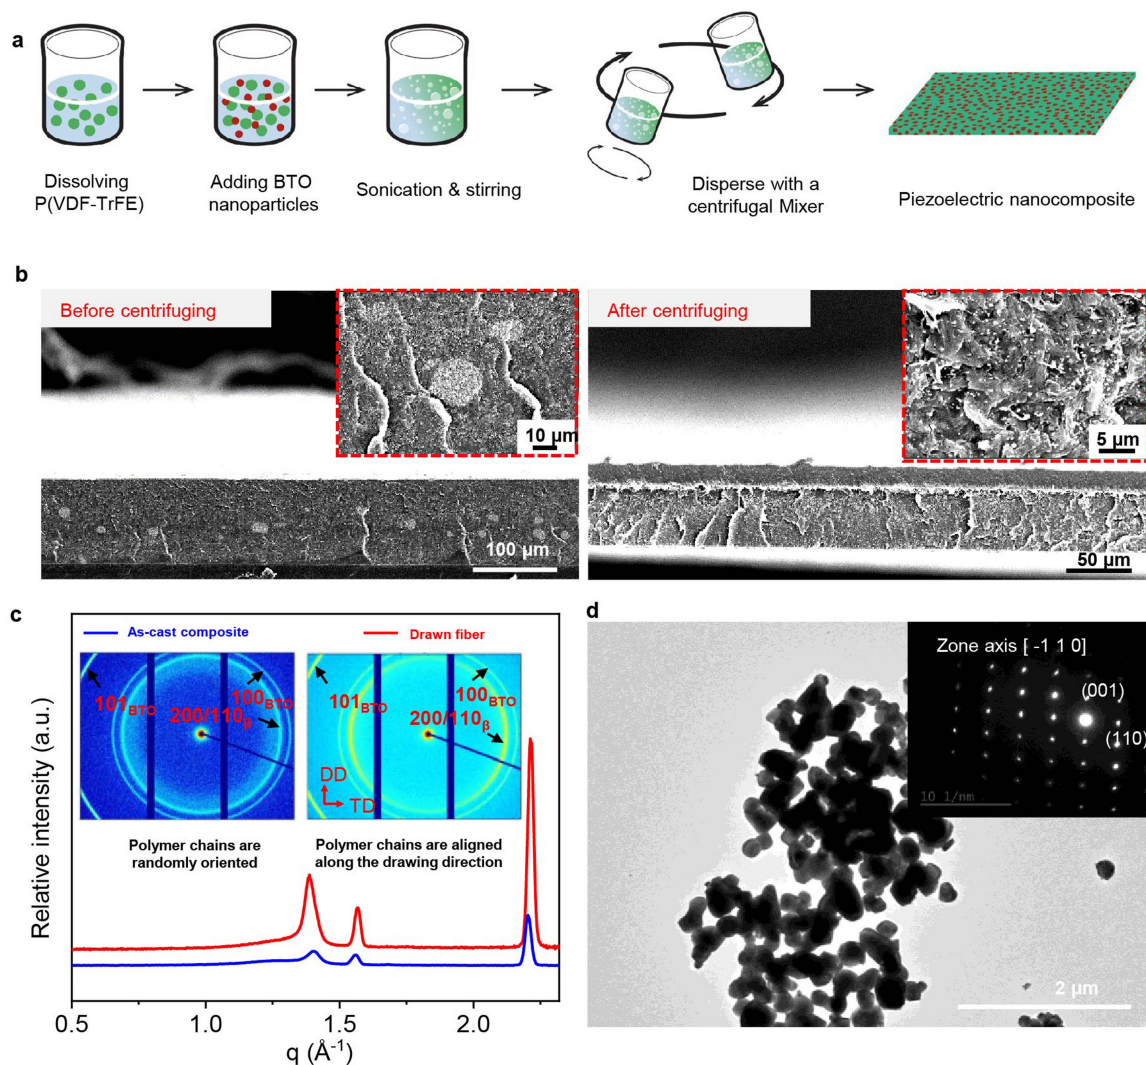 a
Dissolving
P(VDF-TrFE)
Adding BTO
nanoparticles
Sonication & stirring
Disperse with a
centrifugal Mixer
Piezoelectric nanocomposite
b
Before centrifuging
10 µm
100 µm
After centrifuging
5 µm
50 µm
c
Relative intensity (a.u.)
As-cast composite
Drawn fiber
101BTO
100BTO
200/110β
101BTO
100BTO
200/110β
DD
TD
Polymer chains are
randomly oriented
Polymer chains are aligned
along the drawing direction
0.5
1.0
1.5
2.0
q (Å-1)
d
Zone axis [ -1 1 0]
(001)
(110)
10 1/nm
2 µm